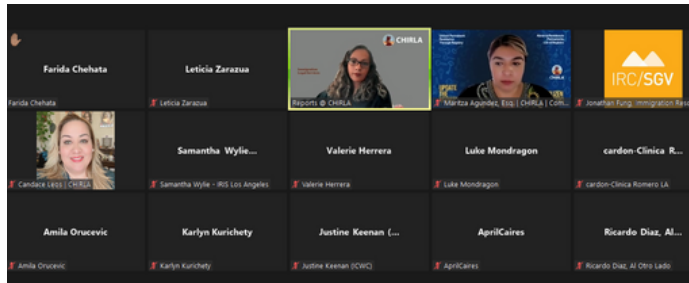 Farida Chehata
Leticia Zarazua
CHIRLA
IRC/SGV
Farida Chehata
Leticia Zarazua
Reports @ CHIRLA
Maritza Agundez, Esq. | CHIRLA | Com...
Jonathan Fung, Immigration Reso
Samantha Wylie...
Valerie Herrera
Luke Mondragon
cardon-Clinica R...
Candace Leos | CHIRLA
Samantha Wylie - IRIS Los Angeles
Valerie Herrera
Luke Mondragon
cardon-Clinica Romero LA
Amila Orucevic
Karlyn Kurichety
Justine Keenan (...
AprilCaires
Ricardo Diaz, Al...
Amila Orucevic
Karlyn Kurichety
Justine Keenan (ICWC)
AprilCaires
Ricardo Diaz, Al Otro Lado